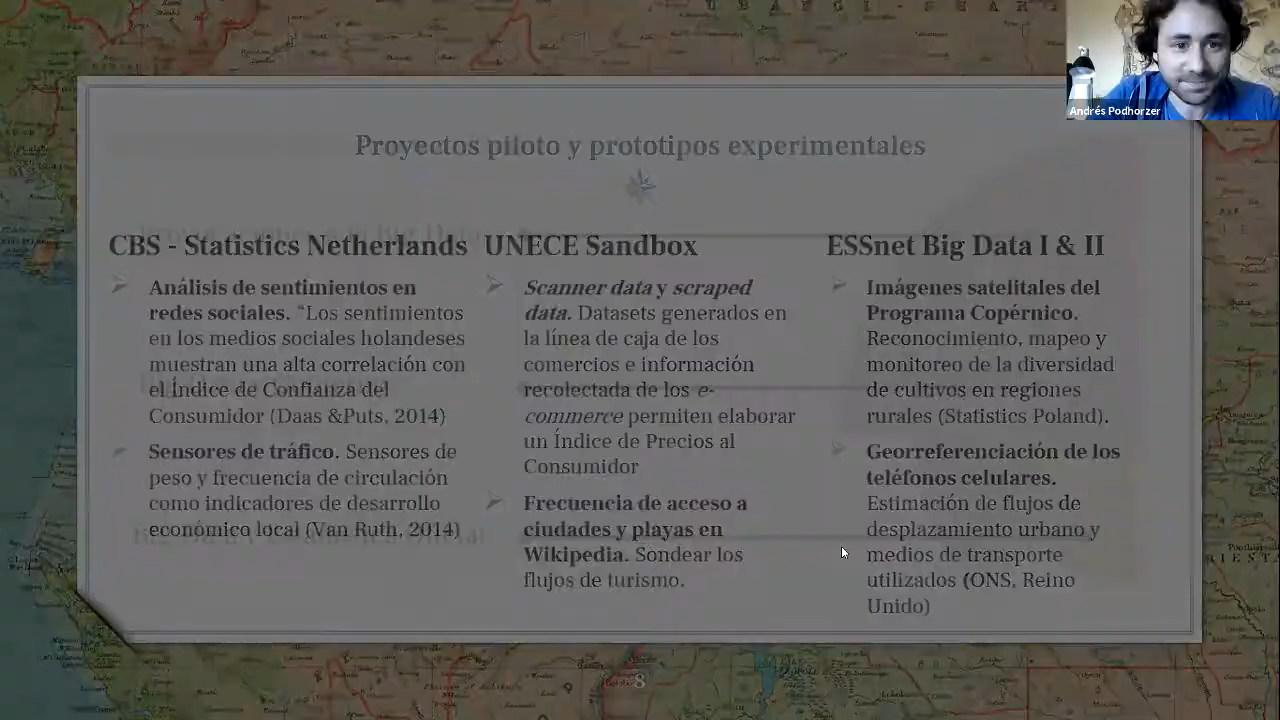 UBANGI-SHAR
Andrés Podhorzer
Proyectos piloto y prototipos experimentales
CBS - Statistics Netherlands
Análisis de sentimientos en
redes sociales. "Los sentimientos
en los medios sociales holandeses
muestran una alta correlación con
el Índice de Confianza del
Consumidor (Daas &Puts, 2014)
Sensores de tráfico. Sensores de
peso y frecuencia de circulación
como indicadores de desarrollo
económico local (Van Ruth, 2014)
UNECE Sandbox
Scanner data y scraped
data. Datasets generados en
la línea de caja de los
comercios e información
recolectada de los e-
commerce permiten elaborar
un Índice de Precios al
Consumidor
Frecuencia de acceso a
ciudades y playas en
Wikipedia. Sondear los
flujos de turismo.
ESSnet Big Data I & II
Imágenes satelitales del
Programa Copérnico.
Reconocimiento, mapeo y
monitoreo de la diversidad
de cultivos en regiones
rurales (Statistics Poland).
Georreferenciación de los
teléfonos celulares.
Estimación de flujos de
desplazamiento urbano y
medios de transporte
utilizados (ONS, Reino
Unido)
8